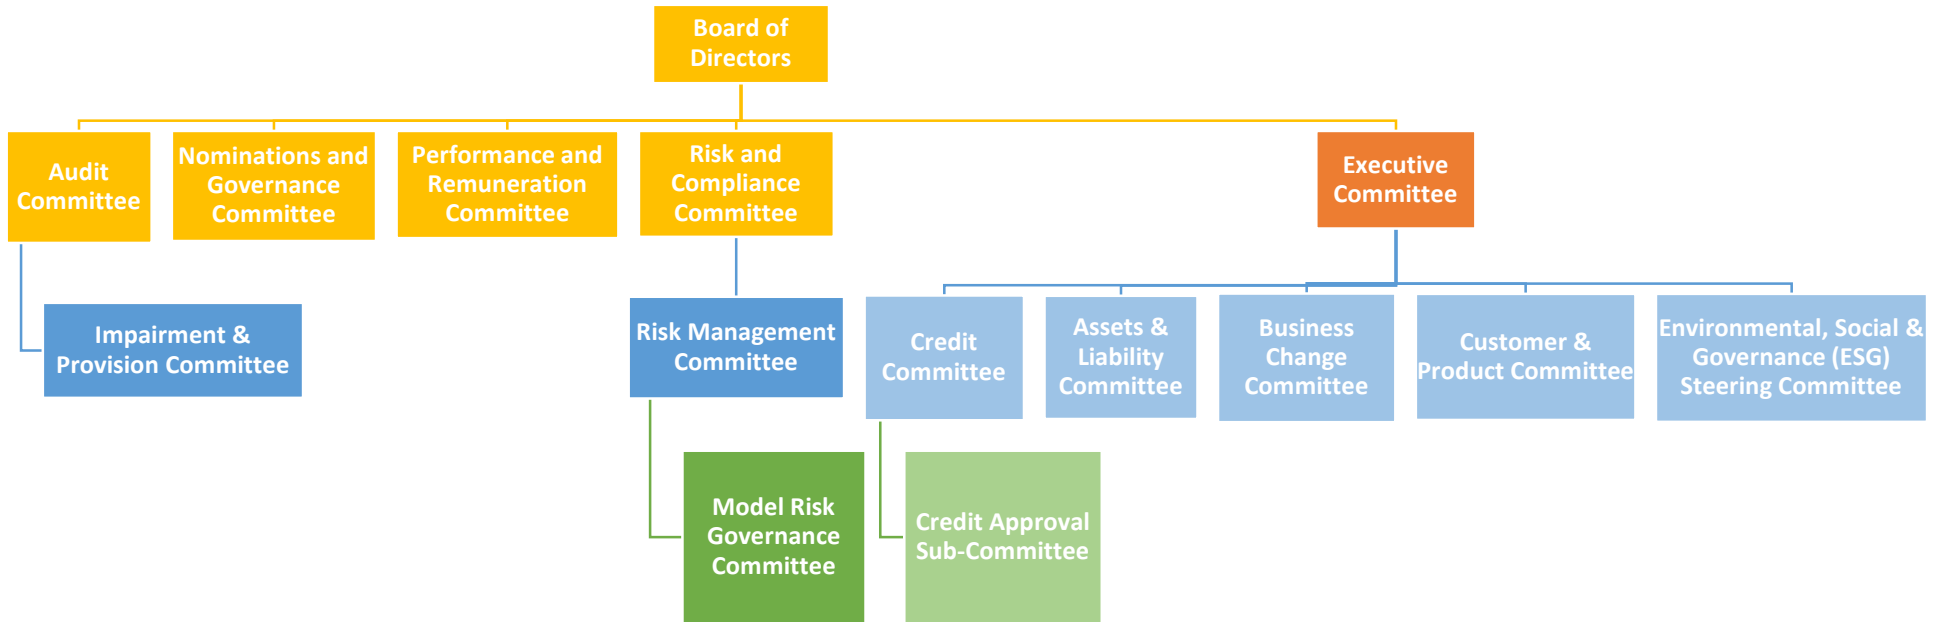 Board of
Directors
Audit
Committee
Nominations and
Governance
Committee
Performance and
Remuneration
Committee
Risk and
Compliance
Committee
Executive
Committee
Impairment &
Provision Committee
Risk Management
Committee
Credit
Committee
Assets &
Liability
Committee
Business
Change
Committee
Customer &
Product Committee
Environmental, Social &
Governance (ESG)
Steering Committee
Model Risk
Governance
Committee
Credit Approval
Sub-Committee